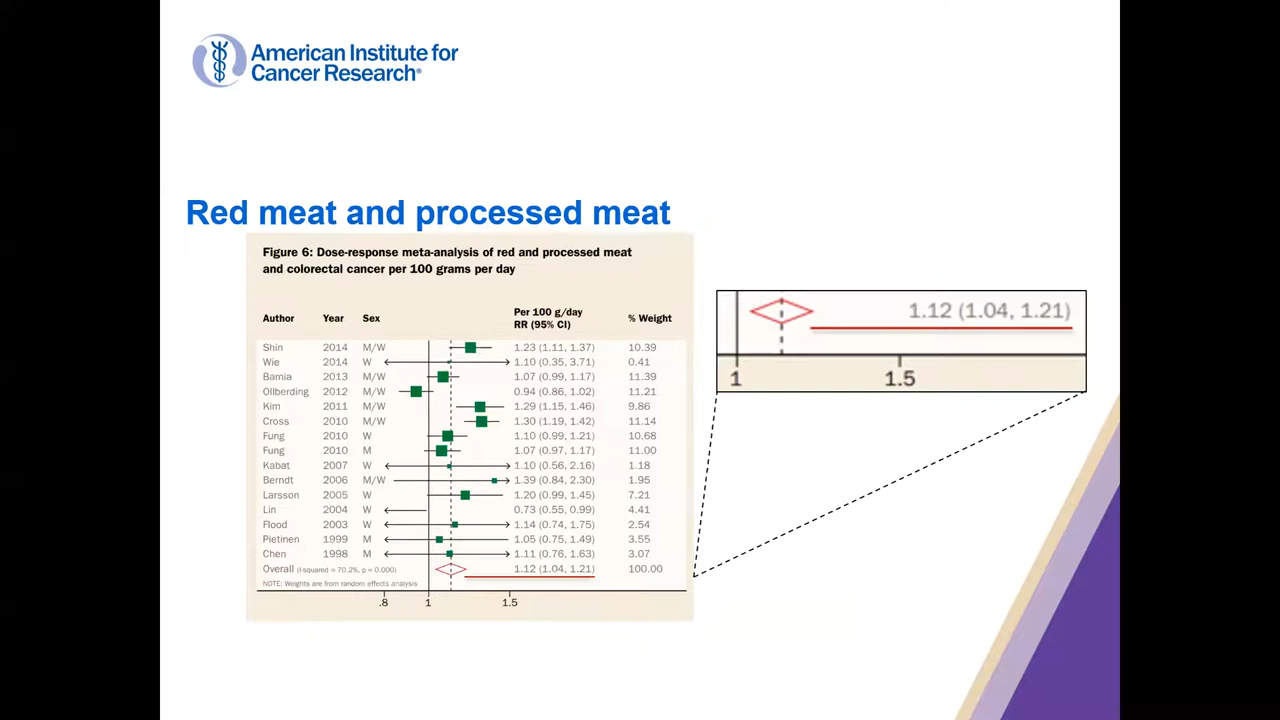 American Institute for
Cancer Research®
Red meat and processed meat
Figure 6: Dose-response meta-analysis of red and processed meat
and colorectal cancer per 100 grams per day
Author Year Sex Per 100 g/day RR (95% CI) % Weight
Shin 2014 M/W 1.23 (1.11, 1.37) 10.39
Wie 2014 W 1.10 (0.35, 3.71) 0.41
Bamia 2013 M/W 1.07 (0.99, 1.17) 11.39
Ollberding 2012 M/W 0.94 (0.86, 1.02) 11.21
Kim 2011 M/W 1.29 (1.15, 1.46) 9.86
Cross 2010 M/W 1.30 (1.19, 1.42) 11.14
Fung 2010 W 1.10 (0.99, 1.21) 10.68
Fung 2010 M 1.07 (0.97, 1.17) 11.00
Kabat 2007 W 1.10 (0.56, 2.16) 1.18
Berndt 2006 M/W 1.39 (0.84, 2.30) 1.95
Larsson 2005 W 1.20 (0.99, 1.45) 7.21
Lin 2004 W 0.73 (0.55, 0.99) 4.41
Flood 2003 W 1.14 (0.74, 1.75) 2.54
Pietinen 1999 M 1.05 (0.75, 1.49) 3.55
Chen 1998 M 1.11 (0.76, 1.63) 3.07
Overall (I-squared = 70.2%, p = 0.000) 1.12 (1.04, 1.21) 100.00
NOTE: Weights are from random effects analysis
.8 1 1.5
1.12 (1.04, 1.21)
1 1.5